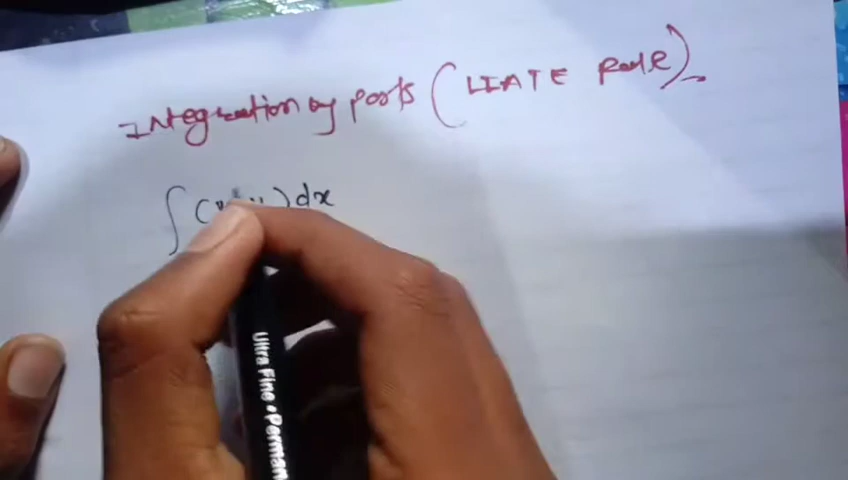 Integration by parts (LIATE Rule)
∫ ( ) dx
Ultra Fine • Perman